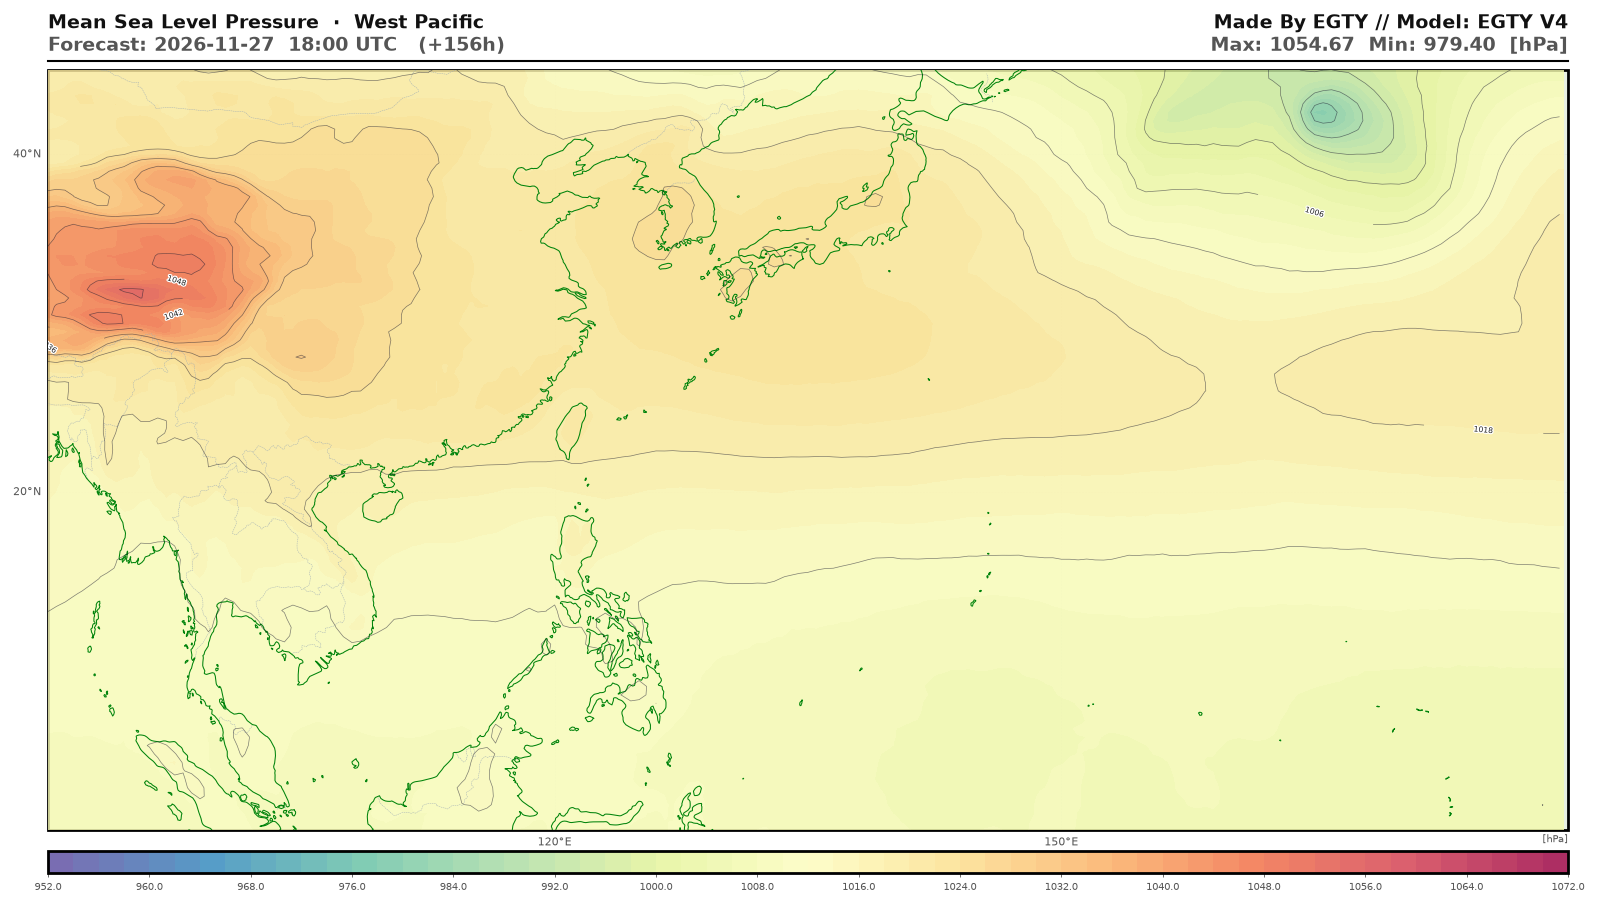 Mean Sea Level Pressure · West Pacific
Made By EGTY // Model: EGTY V4
Forecast: 2026-11-27 18:00 UTC (+156h)
Max: 1054.67 Min: 979.40 [hPa]
40°N
1006
1048
1042
36
1018
20°N
120°E
150°E
[hPa]
952.0
960.0
968.0
976.0
984.0
992.0
1000.0
1008.0
1016.0
1024.0
1032.0
1040.0
1048.0
1056.0
1064.0
1072.0